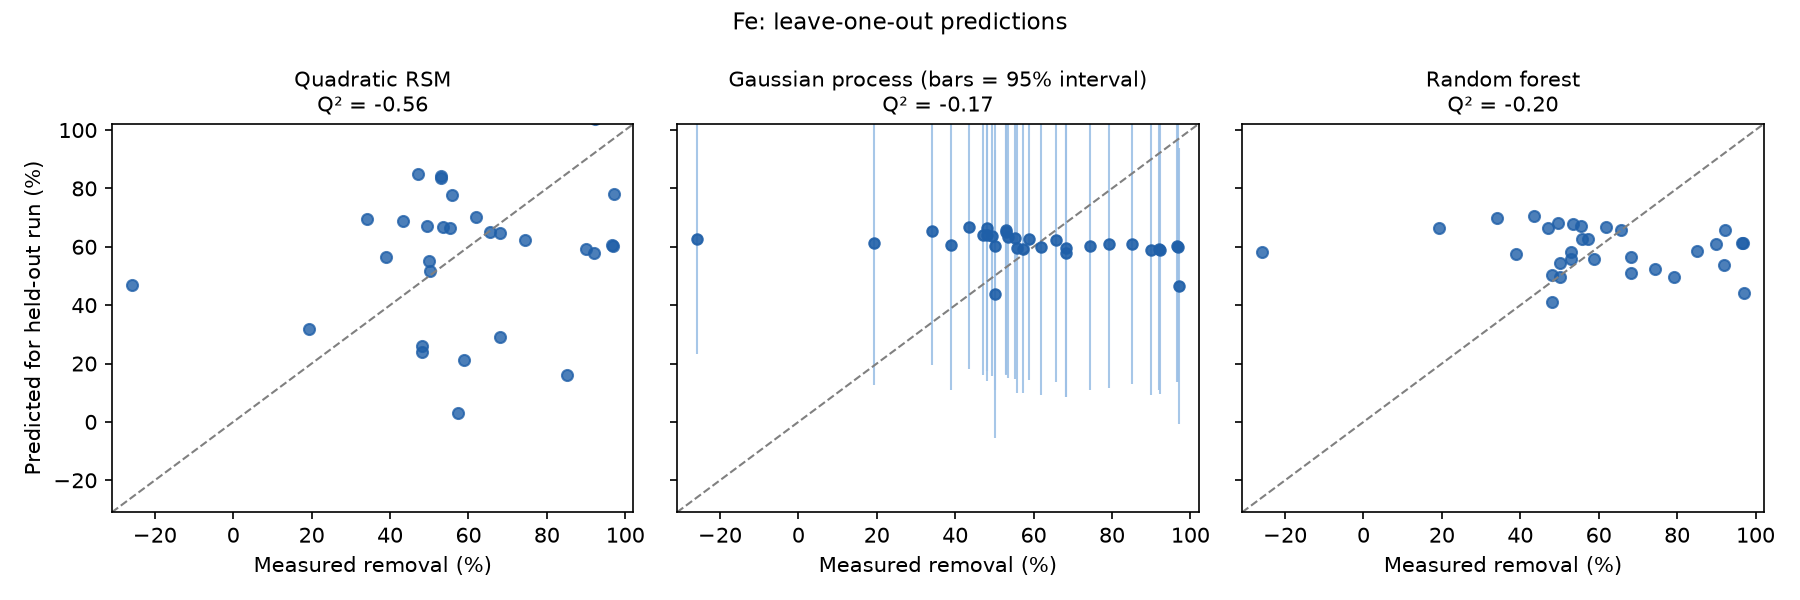 Fe: leave-one-out predictions
Quadratic RSM
Q² = -0.56
Gaussian process (bars = 95% interval)
Q² = -0.17
Random forest
Q² = -0.20
Predicted for held-out run (%)
100
80
60
40
20
0
−20
−20 0 20 40 60 80 100
Measured removal (%)
−20 0 20 40 60 80 100
Measured removal (%)
−20 0 20 40 60 80 100
Measured removal (%)